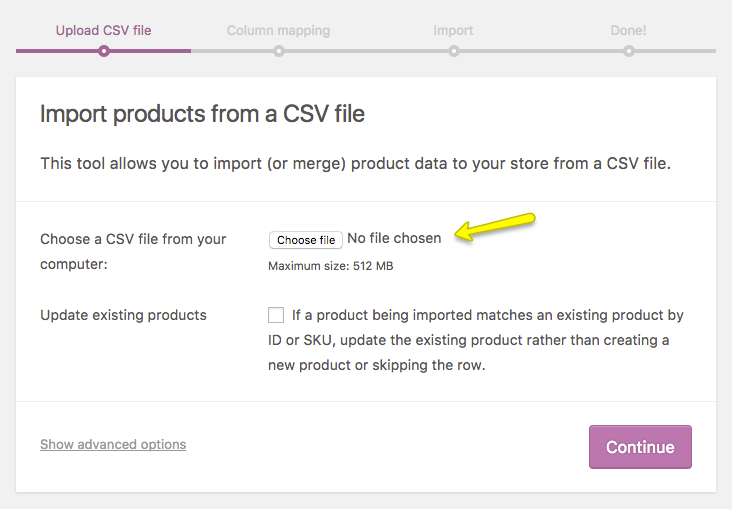 Upload CSV file
Column mapping
Import
Done!
Import products from a CSV file
This tool allows you to import (or merge) product data to your store from a CSV file.
Choose a CSV file from your
computer:
Choose file No file chosen
Maximum size: 512 MB
Update existing products
If a product being imported matches an existing product by
ID or SKU, update the existing product rather than creating a
new product or skipping the row.
Show advanced options
Continue